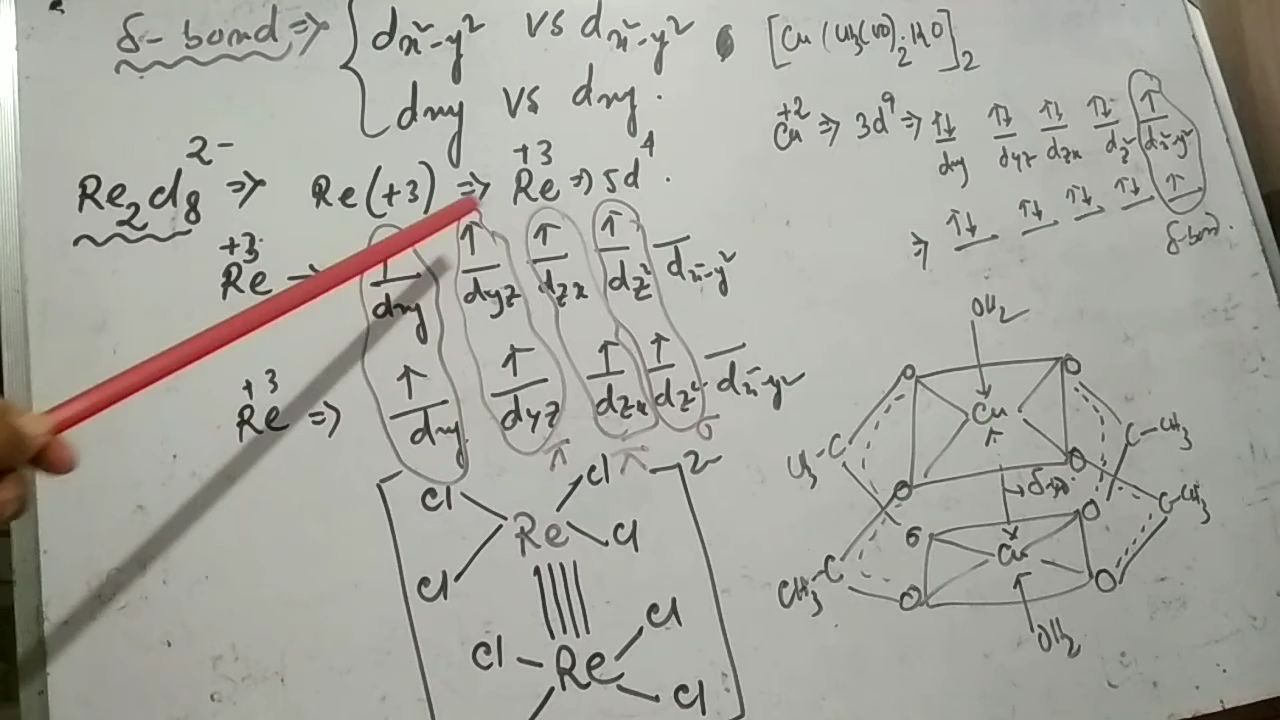 δ-bond ⇒ { dx²-y² vs dx²-y²
dxy vs dxy.
Re₂Cl₈²⁻ ⇒ Re(+3) ⇒ Re⁺³ ⇒ 5d⁴.
Re⁺³ ↑ ↑ ↑ ↑
dxy dyz dzx dz² dx²-y²
Re⁺³ ⇒ ↑ ↑ ↑ ↑
dxy dyz dzx dz² dx²-y²
π π σ
2-
Cl Cl
Re
Cl Cl
Cl
Cl Re
Cl
[Cu(CH₃COO)₂.H₂O]₂
Cu⁺² ⇒ 3d⁹ ⇒ ↑↓ ↑↓ ↑↓ ↑↓ ↑
dxy dyz dzx dz² dx²-y²
⇒ ↑↓ ↑↓ ↑↓ ↑↓ ↑
δ-bond.
OH₂
O O
Cu
CH₃-C C-CH₃
O O
C-CH₃
O O
Cu
CH₃-C
O O
OH₂